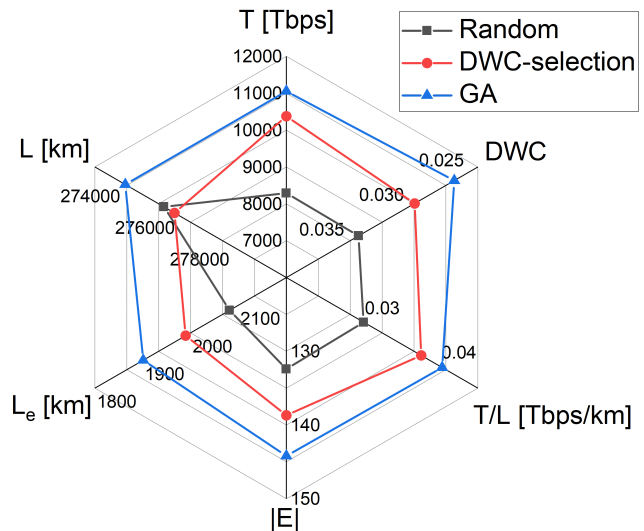 T [Tbps]
Random
DWC-selection
GA
12000
11000
10000
9000
8000
7000
DWC
0.025
0.030
0.035
L [km]
274000
276000
278000
0.03
0.04
T/L [Tbps/km]
2100
2000
1900
1800
Lₑ [km]
130
140
150
|E|